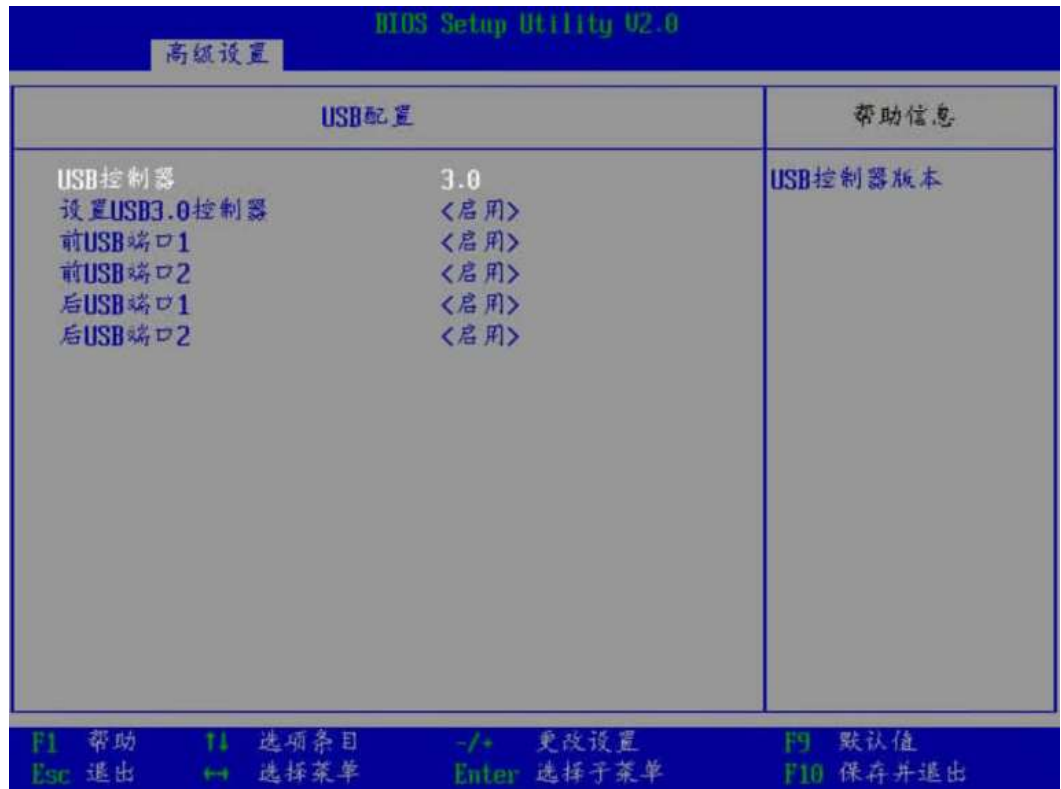 BIOS Setup Utility V2.0
高级设置
USB配置
帮助信息
USB控制器 3.0
USB控制器版本
设置USB3.0控制器 <启用>
前USB端口1 <启用>
前USB端口2 <启用>
后USB端口1 <启用>
后USB端口2 <启用>
F1 帮助 ↑↓ 选项条目 -/+ 更改设置 F9 默认值
Esc 退出 ↔ 选择菜单 Enter 选择子菜单 F10 保存并退出